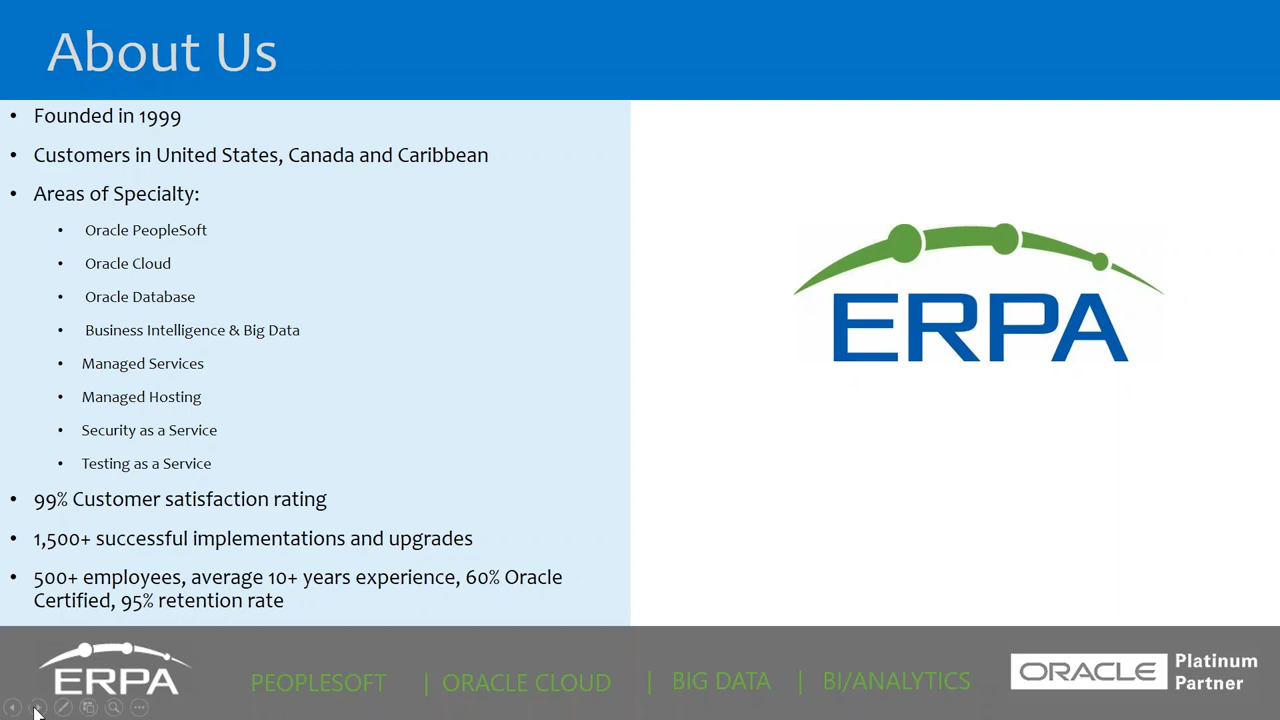 About Us
• Founded in 1999
• Customers in United States, Canada and Caribbean
• Areas of Specialty:
• Oracle PeopleSoft
• Oracle Cloud
• Oracle Database
• Business Intelligence & Big Data
• Managed Services
• Managed Hosting
• Security as a Service
• Testing as a Service
• 99% Customer satisfaction rating
• 1,500+ successful implementations and upgrades
• 500+ employees, average 10+ years experience, 60% Oracle
Certified, 95% retention rate
ERPA
ERPA
PEOPLESOFT | ORACLE CLOUD | BIG DATA | BI/ANALYTICS
ORACLE Platinum
Partner